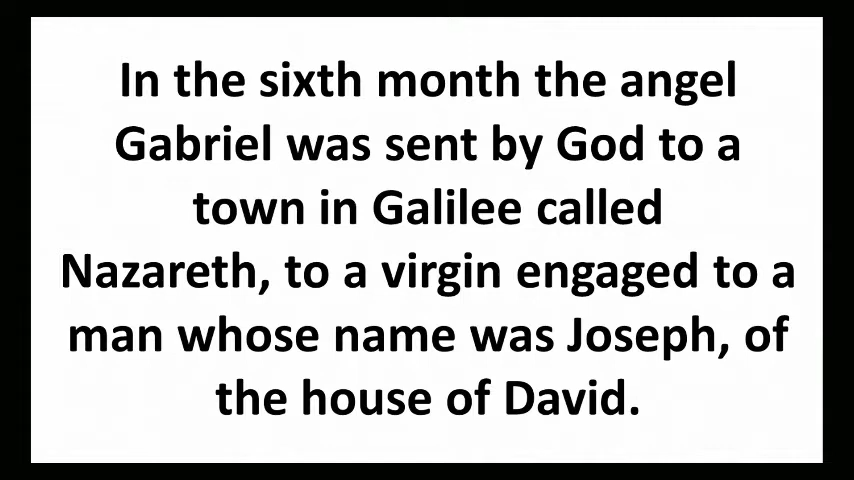 In the sixth month the angel
Gabriel was sent by God to a
town in Galilee called
Nazareth, to a virgin engaged to a
man whose name was Joseph, of
the house of David.